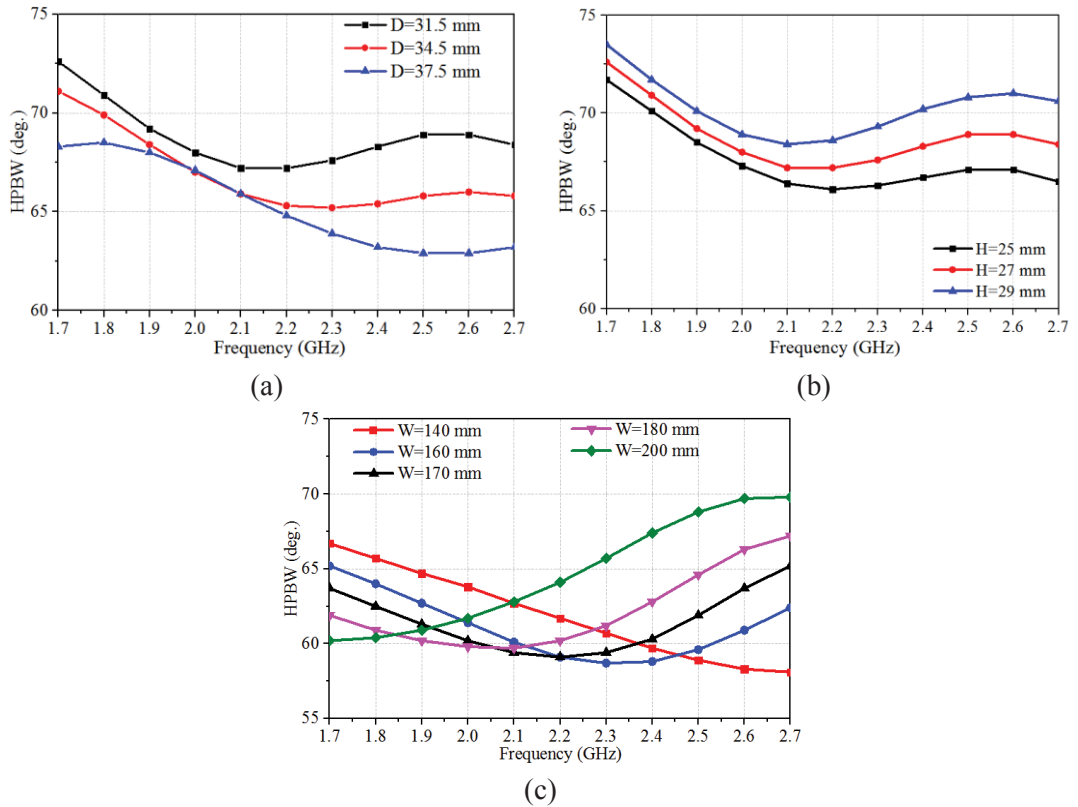 75
70
65
60
HPBW (deg.)
D=31.5 mm
D=34.5 mm
D=37.5 mm
1.7 1.8 1.9 2.0 2.1 2.2 2.3 2.4 2.5 2.6 2.7
Frequency (GHz)
(a)
75
70
65
60
HPBW (deg.)
H=25 mm
H=27 mm
H=29 mm
1.7 1.8 1.9 2.0 2.1 2.2 2.3 2.4 2.5 2.6 2.7
Frequency (GHz)
(b)
75
70
65
60
55
HPBW (deg.)
W=140 mm
W=160 mm
W=170 mm
W=180 mm
W=200 mm
1.7 1.8 1.9 2.0 2.1 2.2 2.3 2.4 2.5 2.6 2.7
Frequency (GHz)
(c)